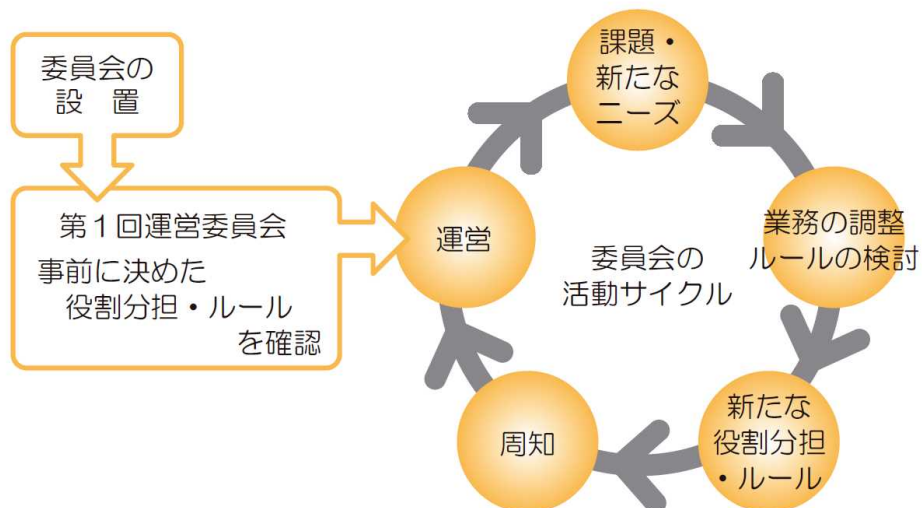 委員会の
設　置
第１回運営委員会
事前に決めた
役割分担・ルール
を確認
運営
課題・
新たな
ニーズ
業務の調整
ルールの検討
新たな
役割分担
・ルール
周知
委員会の
活動サイクル